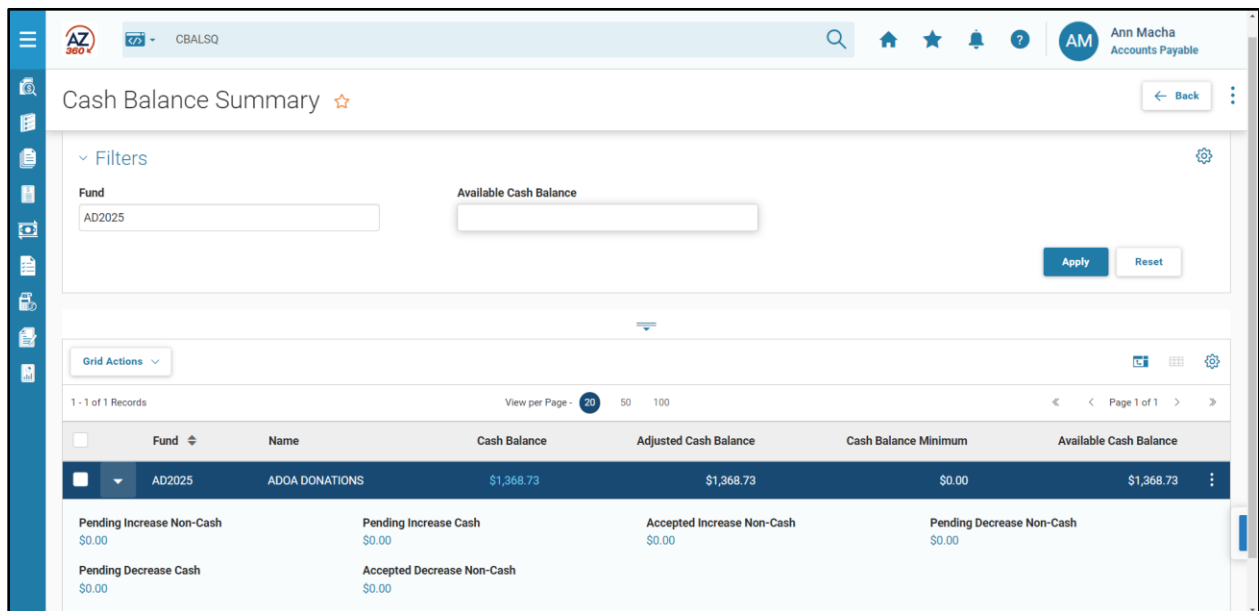 AZ
360
CBALSQ
?
AM
Ann Macha
Accounts Payable
Cash Balance Summary
Back
Filters
Fund
Available Cash Balance
AD2025
Apply
Reset
Grid Actions
1 - 1 of 1 Records
View per Page - 20 50 100
Page 1 of 1
Fund Name Cash Balance Adjusted Cash Balance Cash Balance Minimum Available Cash Balance
AD2025 ADOA DONATIONS $1,368.73 $1,368.73 $0.00 $1,368.73
Pending Increase Non-Cash Pending Increase Cash Accepted Increase Non-Cash Pending Decrease Non-Cash
$0.00 $0.00 $0.00 $0.00
Pending Decrease Cash Accepted Decrease Non-Cash
$0.00 $0.00